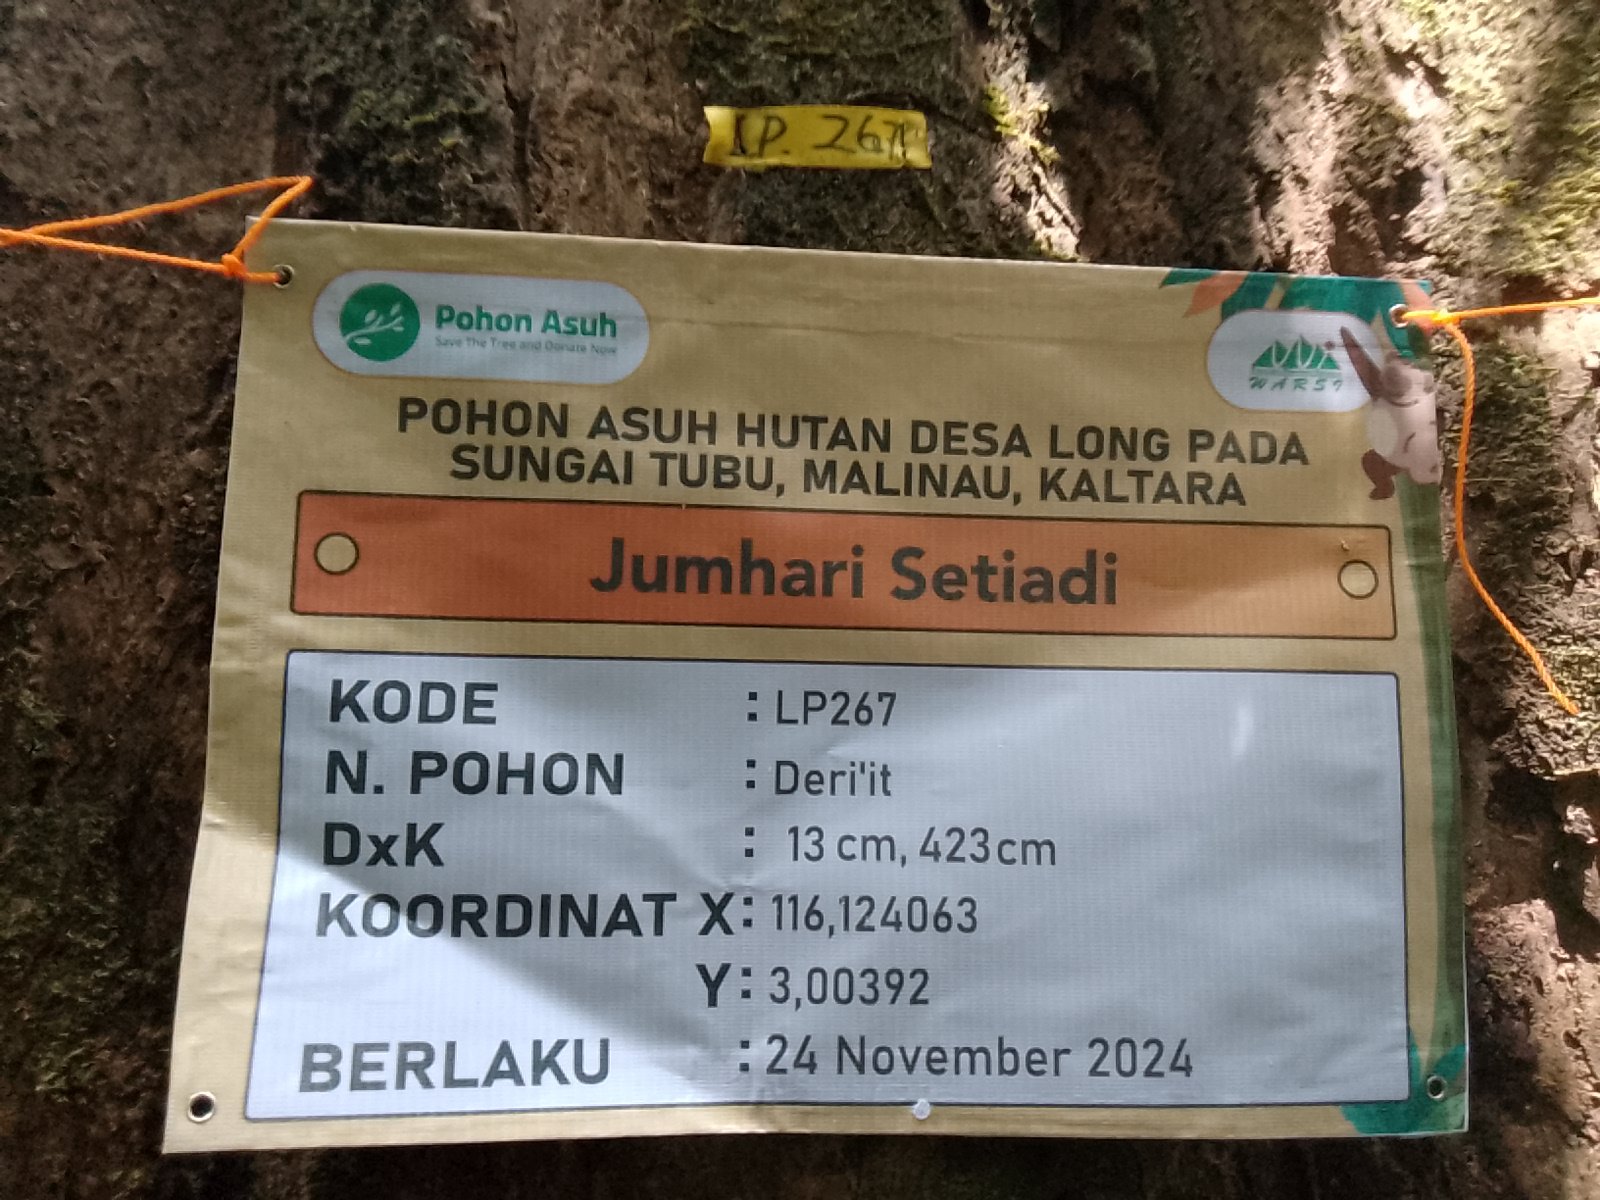 LP. 267
Pohon Asuh
Save The Tree and Donate Now
WARSI
POHON ASUH HUTAN DESA LONG PADA
SUNGAI TUBU, MALINAU, KALTARA
Jumhari Setiadi
KODE : LP267
N. POHON : Deri'it
DxK : 13 cm, 423cm
KOORDINAT X: 116,124063
Y: 3,00392
BERLAKU : 24 November 2024